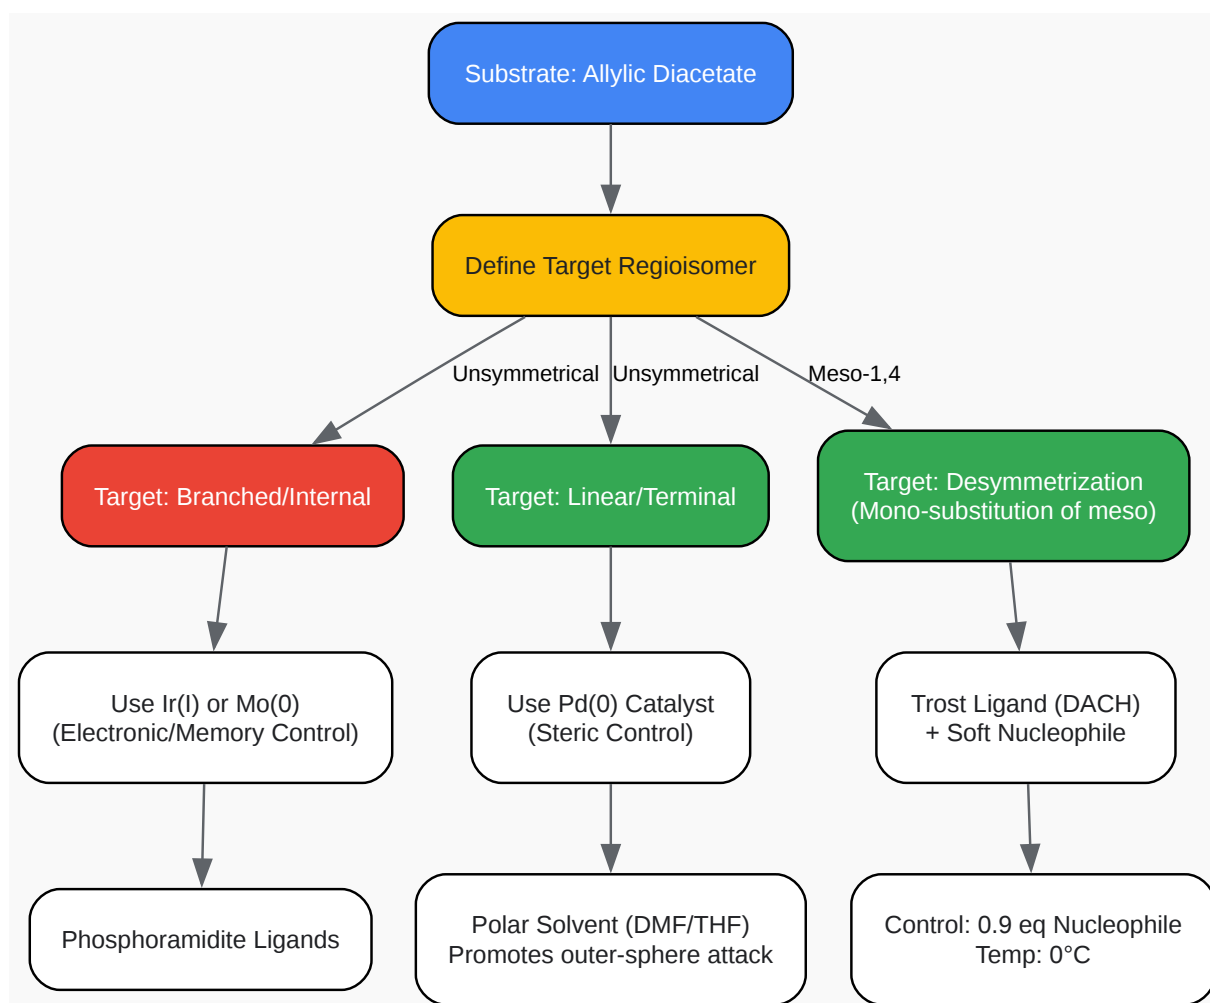 Substrate: Allylic Diacetate
Define Target Regioisomer
Unsymmetrical
Unsymmetrical
Meso-1,4
Target: Branched/Internal
Target: Linear/Terminal
Target: Desymmetrization
(Mono-substitution of meso)
Use Ir(I) or Mo(0)
(Electronic/Memory Control)
Use Pd(0) Catalyst
(Steric Control)
Trost Ligand (DACH)
+ Soft Nucleophile
Phosphoramidite Ligands
Polar Solvent (DMF/THF)
Promotes outer-sphere attack
Control: 0.9 eq Nucleophile
Temp: 0°C